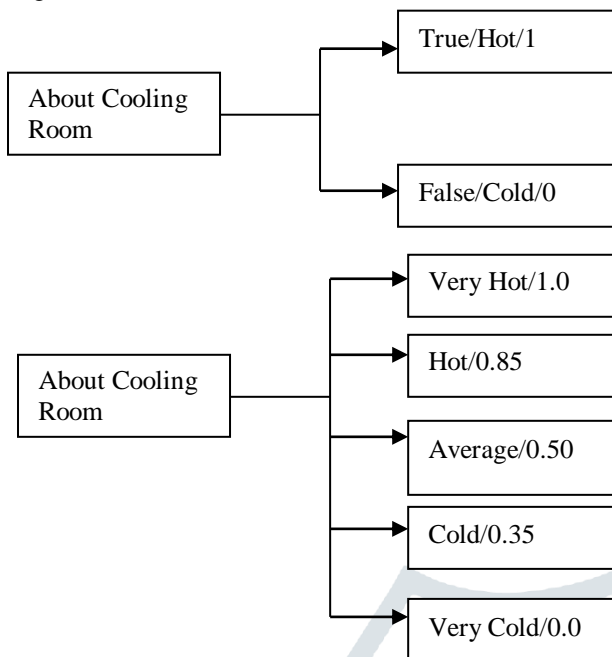 True/Hot/1
About Cooling
Room
False/Cold/0
Very Hot/1.0
Hot/0.85
About Cooling
Room
Average/0.50
Cold/0.35
Very Cold/0.0